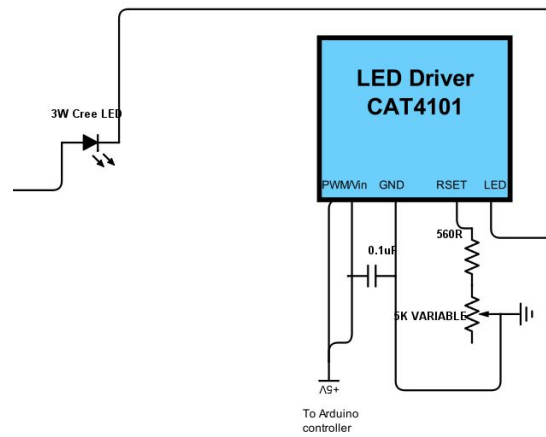 LED Driver
CAT4101
3W Cree LED
PWM/Vin GND RSET LED
560R
0.1uF
5K VARIABLE
+5V
To Arduino
controller